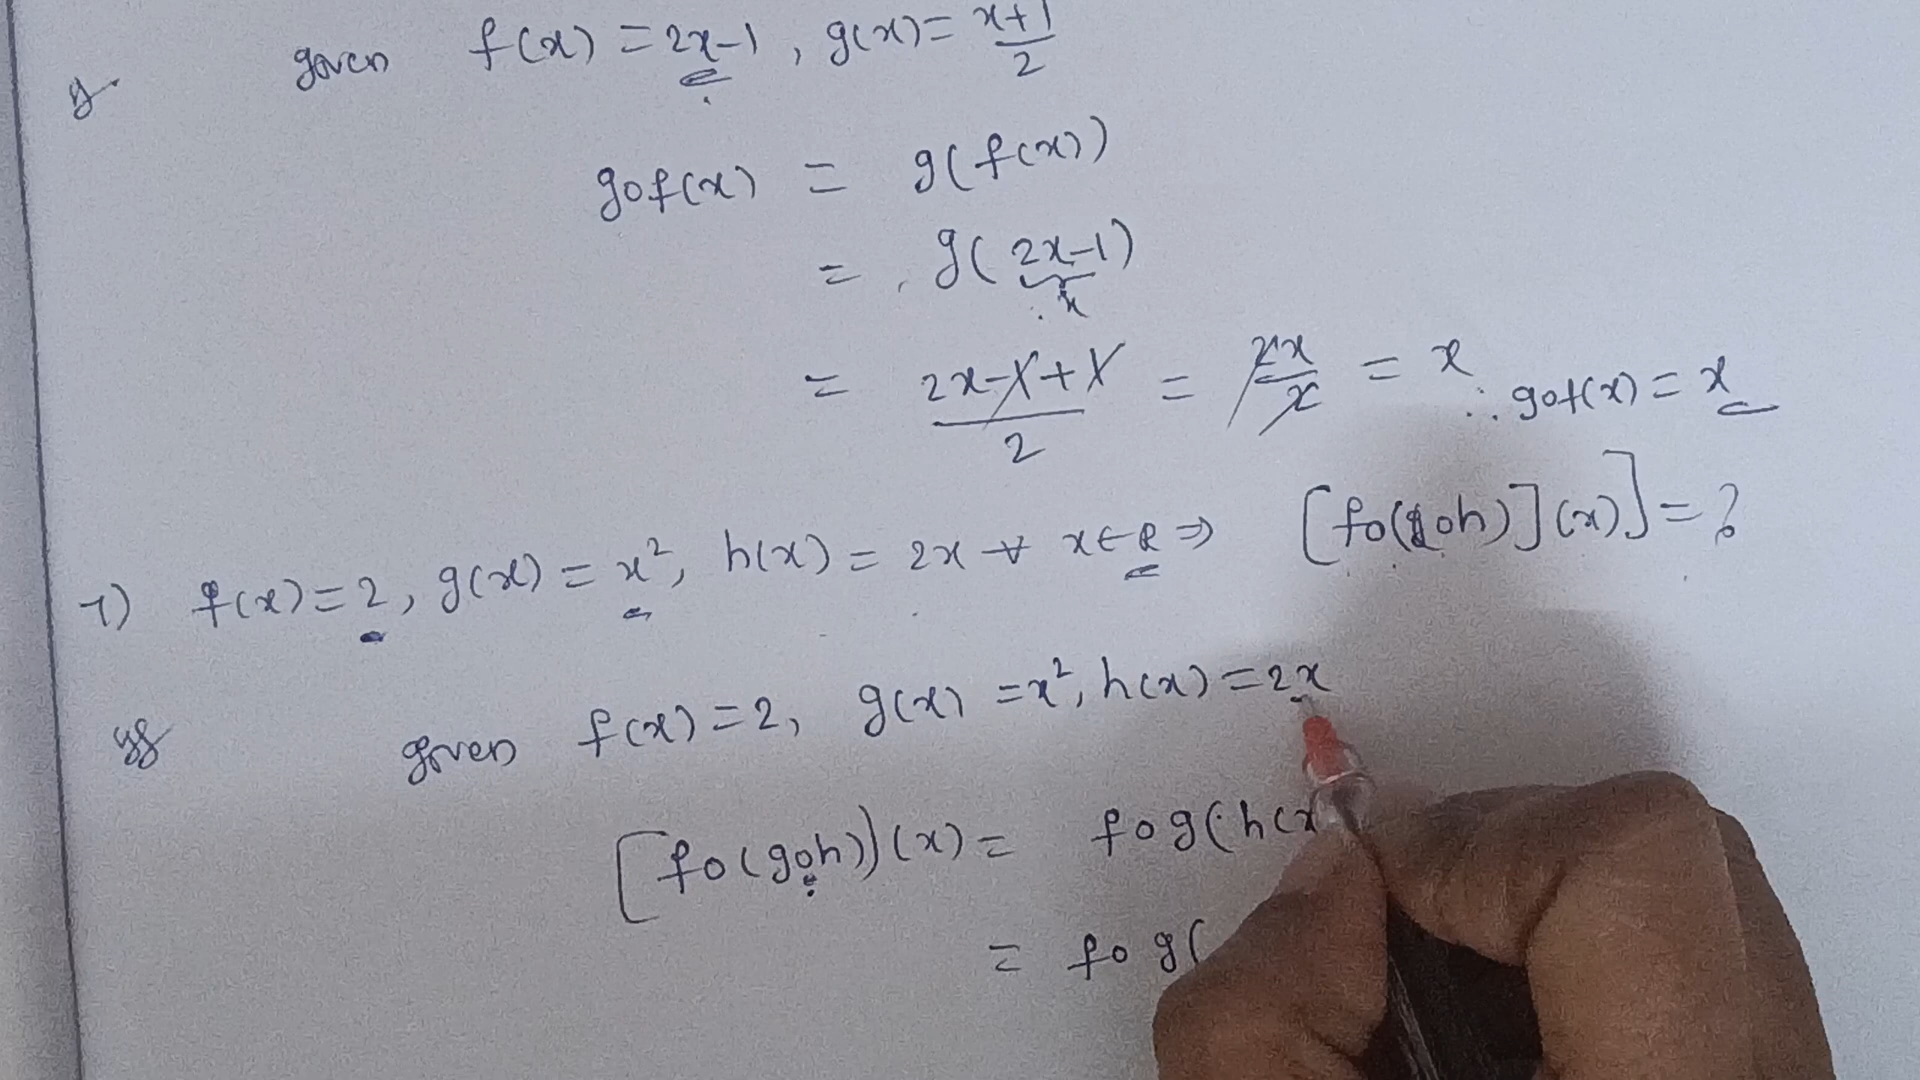 given f(x) = 2x-1, g(x) = x+1/2
gof(x) = g(f(x))
= g(2x-1)
x
= 2x-1+1/2 = 2x/2 = x ∴ gof(x) = x
7) f(x) = 2, g(x) = x², h(x) = 2x ∀ x∈R ⇒ [fo(goh)](x)] = ?
given f(x) = 2, g(x) = x², h(x) = 2x
[fo(goh))(x) = fog(h(x
= fog(